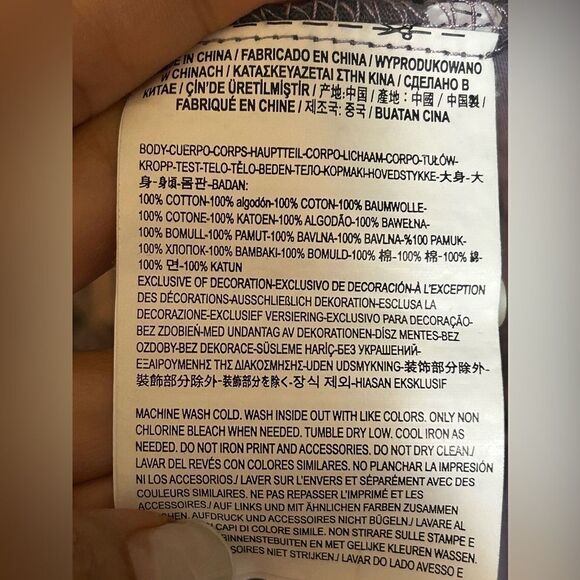 IN CHINA / FABRICADO EN CHINA / WYPRODUKOWANO
W CHINACH / ΚΑΤΑΣΚΕΥΑΖΕΤΑΙ ΣΤΗΝ ΚΙΝΑ / СДЕЛАНО В
КИТАЕ / ÇİN'DE ÜRETİLMİŞTİR / 产地:中国 / 產地:中國 / 中国製 /
FABRIQUÉ EN CHINE / 제조국: 중국 / BUATAN CINA
BODY-CUERPO-CORPS-HAUPTTEIL-CORPO-LICHAAM-CORPO-TUŁÓW-
KROPP-TEST-TELO-TĚLO-BEDEN-ТЕЛО-ΚΟΡΜΑΚΙ-HOVEDSTYKKE-大身-大
身-身頃-몸판-BADAN:
100% COTTON-100% algodón-100% COTON-100% BAUMWOLLE-
100% COTONE-100% KATOEN-100% ALGODÃO-100% BAWEŁNA-
100% BOMULL-100% PAMUT-100% BAVLNA-100% BAVLNA-%100 PAMUK-
100% ХЛОПОК-100% ΒΑΜΒΑΚΙ-100% BOMULD-100% 棉-100% 棉-100% 綿-
100% 면-100% KATUN
EXCLUSIVE OF DECORATION-EXCLUSIVO DE DECORACIÓN-À L'EXCEPTION
DES DÉCORATIONS-AUSSCHLIEßLICH DEKORATION-ESCLUSA LA
DECORAZIONE-EXCLUSIEF VERSIERING-EXCLUSIVO PARA DECORAÇÃO-
BEZ ZDOBIEŃ-MED UNDANTAG AV DEKORATIONEN-DÍSZ MENTES-BEZ
OZDOBY-BEZ DEKORACE-SÜSLEME HARİÇ-БЕЗ УКРАШЕНИЙ-
ΕΞΑΙΡΟΥΜΕΝΗΣ ΤΗΣ ΔΙΑΚΟΣΜΗΣΗΣ-UDEN UDSMYKNING-装饰部分除外-
裝飾部分除外-装飾部分を除く-장식 제외-HIASAN EKSKLUSIF
MACHINE WASH COLD. WASH INSIDE OUT WITH LIKE COLORS. ONLY NON
CHLORINE BLEACH WHEN NEEDED. TUMBLE DRY LOW. COOL IRON AS
NEEDED. DO NOT IRON PRINT AND ACCESSORIES. DO NOT DRY CLEAN./
LAVAR DEL REVÉS CON COLORES SIMILARES. NO PLANCHAR LA IMPRESIÓN
NI LOS ACCESORIOS./ LAVER SUR L'ENVERS ET SÉPARÉMENT AVEC DES
COULEURS SIMILAIRES. NE PAS REPASSER L'IMPRIMÉ ET LES
ACCESSOIRES./ AUF LINKS UND MIT ÄHNLICHEN FARBEN ZUSAMMEN
AUFDRUCK UND ACCESSOIRES NICHT BÜGELN./ LAVARE AL
CON CAPI DI COLORE SIMILE. NON STIRARE SULLE STAMPE E
BINNENSTEBUITEN EN MET GELIJKE KLEUREN WASSEN.
NIET STRIJKEN./ LAVAR DO LADO AVESSO E